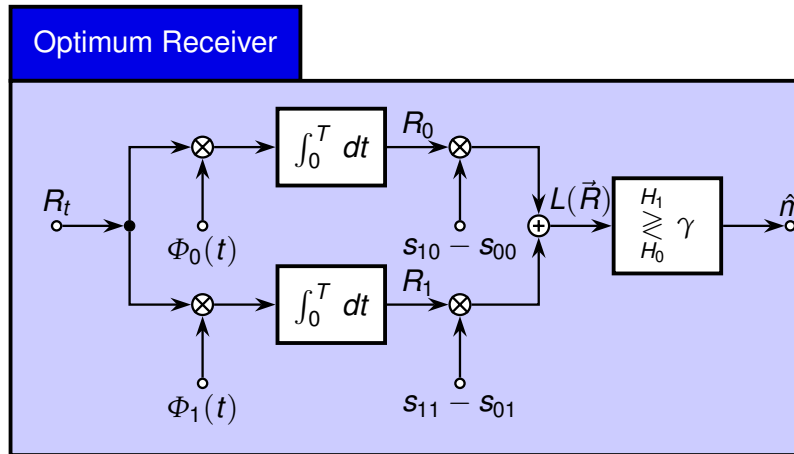 Optimum Receiver
R_t
Φ_0(t)
∫_0^T dt
R_0
s_10 − s_00
Φ_1(t)
∫_0^T dt
R_1
s_11 − s_01
L(R⃗)
H_1
≷ γ
H_0
m̂